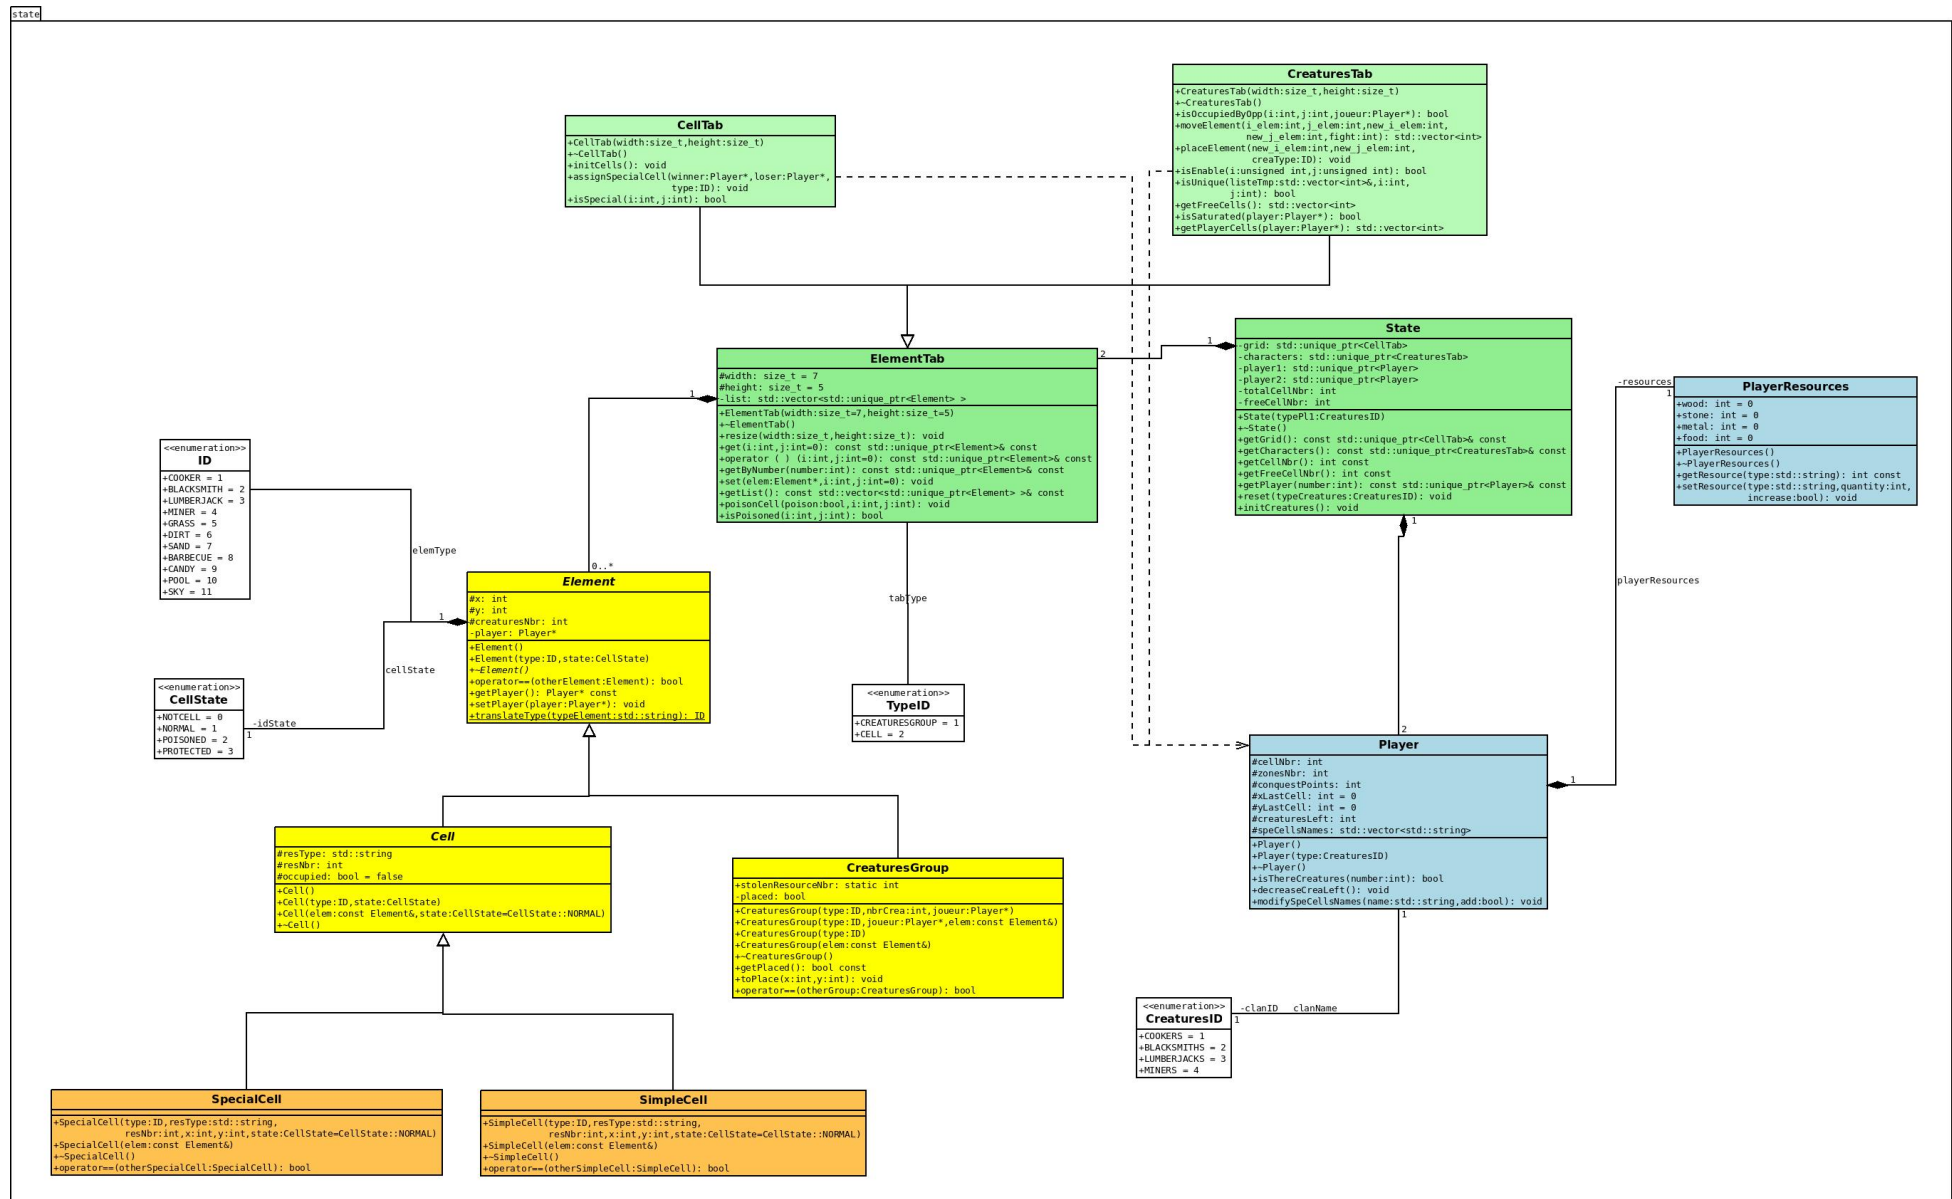 state
CreaturesTab
+CreaturesTab(width:size_t,height:size_t)
+~CreaturesTab()
+isOccupiedByOpp(i:int,j:int,joueur:Player*): bool
+moveElement(i_elem:int,j_elem:int,new_i_elem:int,
new_j_elem:int,fight:int): std::vector<int>
+placeElement(new_i_elem:int,new_j_elem:int,
creaType:ID): void
+isEnable(i:unsigned int,j:unsigned int): bool
+isUnique(listeTmp:std::vector<int>&,i:int,
j:int): bool
+getFreeCells(): std::vector<int>
+isSaturated(player:Player*): bool
+getPlayerCells(player:Player*): std::vector<int>
CellTab
+CellTab(width:size_t,height:size_t)
+~CellTab()
+initCells(): void
+assignSpecialCell(winner:Player*,loser:Player*,
type:ID): void
+isSpecial(i:int,j:int): bool
ElementTab
#width: size_t = 7
#height: size_t = 5
-list: std::vector<std::unique_ptr<Element> >
+ElementTab(width:size_t=7,height:size_t=5)
+~ElementTab()
+resize(width:size_t,height:size_t): void
+get(i:int,j:int=0): const std::unique_ptr<Element>& const
+operator ( ) (i:int,j:int=0): const std::unique_ptr<Element>& const
+getByNumber(number:int): const std::unique_ptr<Element>& const
+set(elem:Element*,i:int,j:int=0): void
+getList(): const std::vector<std::unique_ptr<Element> >& const
+poisonCell(poison:bool,i:int,j:int): void
+isPoisoned(i:int,j:int): bool
1
2
1
State
-grid: std::unique_ptr<CellTab>
-characters: std::unique_ptr<CreaturesTab>
-player1: std::unique_ptr<Player>
-player2: std::unique_ptr<Player>
-totalCellNbr: int
-freeCellNbr: int
+State(typePl1:CreaturesID)
+~State()
+getGrid(): const std::unique_ptr<CellTab>& const
+getCharacters(): const std::unique_ptr<CreaturesTab>& const
+getCellNbr(): int const
+getFreeCellNbr(): int const
+getPlayer(number:int): const std::unique_ptr<Player>& const
+reset(typeCreatures:CreaturesID): void
+initCreatures(): void
1
-resources
1
PlayerResources
+wood: int = 0
+stone: int = 0
+metal: int = 0
+food: int = 0
+PlayerResources()
+~PlayerResources()
+getResource(type:std::string): int const
+setResource(type:std::string,quantity:int,
increase:bool): void
playerResources
<<enumeration>>
ID
+COOKER = 1
+BLACKSMITH = 2
+LUMBERJACK = 3
+MINER = 4
+GRASS = 5
+DIRT = 6
+SAND = 7
+BARBECUE = 8
+CANDY = 9
+POOL = 10
+SKY = 11
elemType
0..*
Element
#x: int
#y: int
#creaturesNbr: int
-player: Player*
+Element()
+Element(type:ID,state:CellState)
+~Element()
+operator==(otherElement:Element): bool
+getPlayer(): Player* const
+setPlayer(player:Player*): void
+translateType(typeElement:std::string): ID
1
cellState
<<enumeration>>
CellState
+NOTCELL = 0
+NORMAL = 1
+POISONED = 2
+PROTECTED = 3
-idState
1
tabType
<<enumeration>>
TypeID
+CREATURESGROUP = 1
+CELL = 2
2
Player
#cellNbr: int
#zonesNbr: int
#conquestPoints: int
#xLastCell: int = 0
#yLastCell: int = 0
#creaturesLeft: int
#speCellsNames: std::vector<std::string>
+Player()
+Player(type:CreaturesID)
+~Player()
+isThereCreatures(number:int): bool
+decreaseCreaLeft(): void
+modifySpeCellsNames(name:std::string,add:bool): void
1
1
Cell
#resType: std::string
#resNbr: int
#occupied: bool = false
+Cell()
+Cell(type:ID,state:CellState)
+Cell(elem:const Element&,state:CellState=CellState::NORMAL)
+~Cell()
CreaturesGroup
+stolenResourceNbr: static int
-placed: bool
+CreaturesGroup(type:ID,nbrCrea:int,joueur:Player*)
+CreaturesGroup(type:ID,joueur:Player*,elem:const Element&)
+CreaturesGroup(type:ID)
+CreaturesGroup(elem:const Element&)
+~CreaturesGroup()
+getPlaced(): bool const
+toPlace(x:int,y:int): void
+operator==(otherGroup:CreaturesGroup): bool
<<enumeration>>
CreaturesID
+COOKERS = 1
+BLACKSMITHS = 2
+LUMBERJACKS = 3
+MINERS = 4
-clanID clanName
1
SpecialCell
+SpecialCell(type:ID,resType:std::string,
resNbr:int,x:int,y:int,state:CellState=CellState::NORMAL)
+SpecialCell(elem:const Element&)
+~SpecialCell()
+operator==(otherSpecialCell:SpecialCell): bool
SimpleCell
+SimpleCell(type:ID,resType:std::string,
resNbr:int,x:int,y:int,state:CellState=CellState::NORMAL)
+SimpleCell(elem:const Element&)
+~SimpleCell()
+operator==(otherSimpleCell:SimpleCell): bool